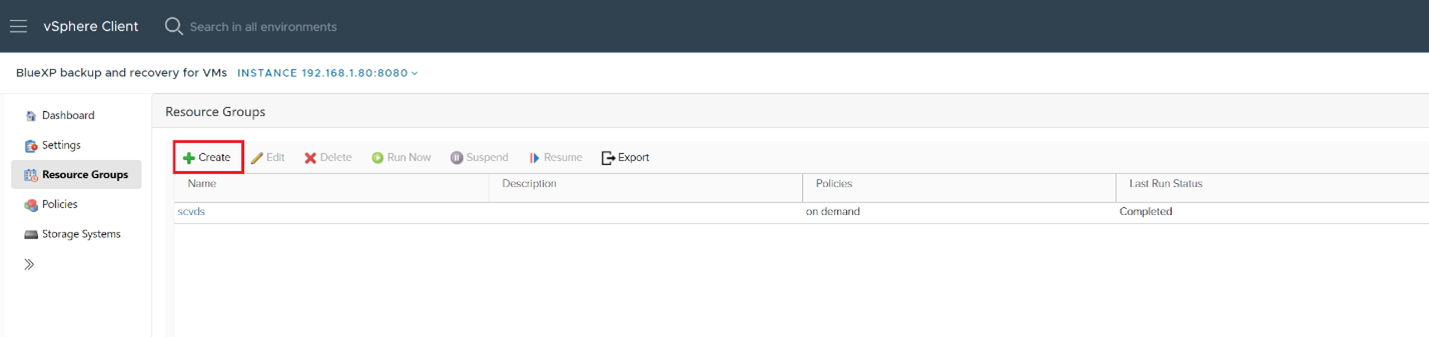 vSphere Client Search in all environments
BlueXP backup and recovery for VMs INSTANCE 192.168.1.80:8080
Dashboard
Settings
Resource Groups
Policies
Storage Systems
Resource Groups
Create Edit Delete Run Now Suspend Resume Export
Name Description Policies Last Run Status
scvds on demand Completed